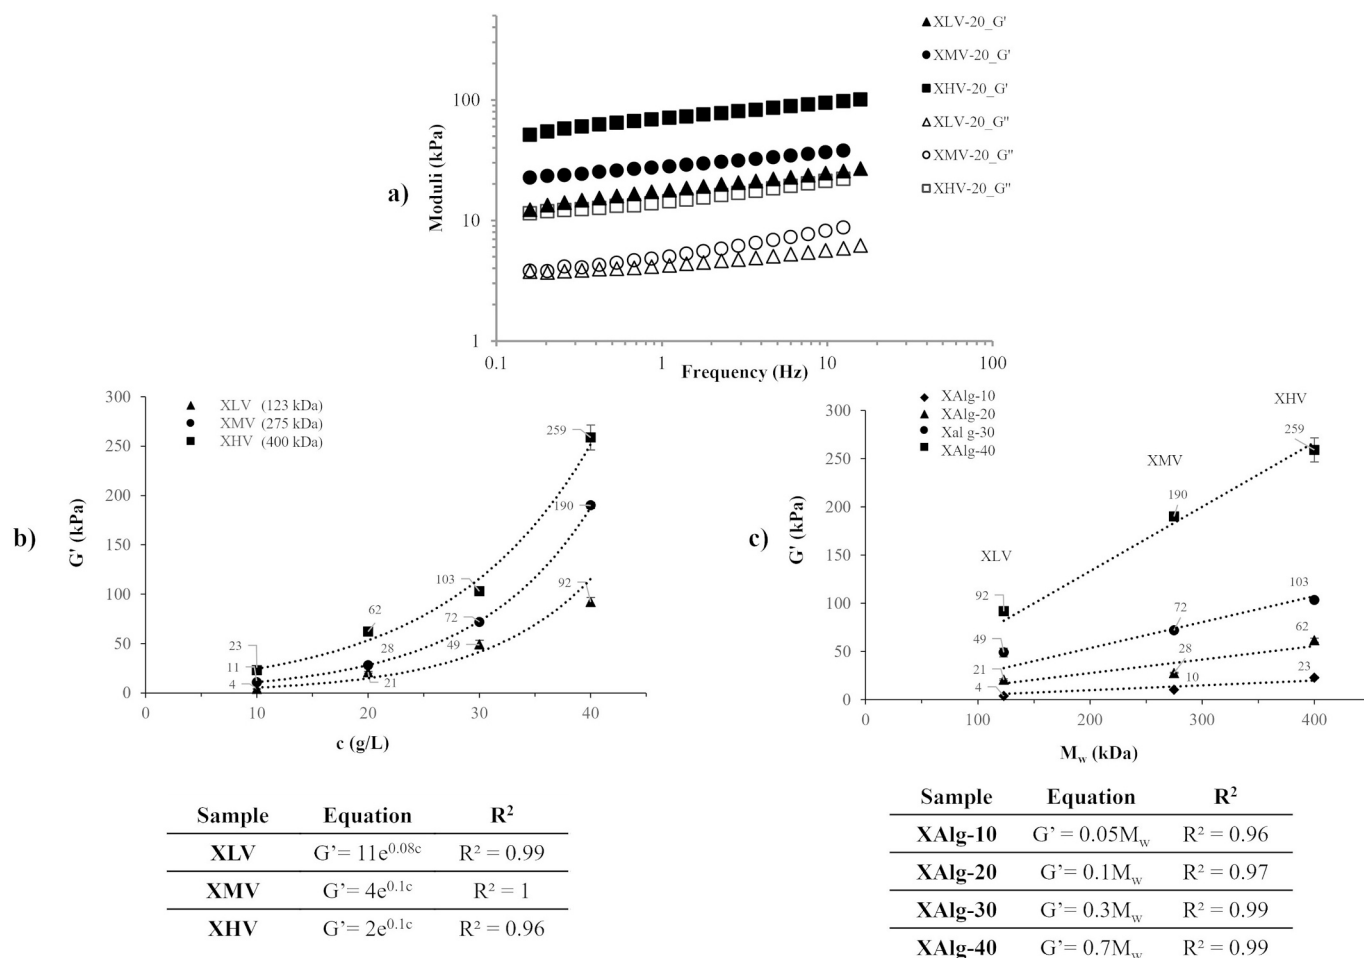 XLV-20_G'
XMV-20_G'
XHV-20_G'
XLV-20_G"
XMV-20_G"
XHV-20_G"
a)
Moduli (kPa)
100
10
1
0.1
1
10
100
Frequency (Hz)
b)
G' (kPa)
300
250
200
150
100
50
0
XLV (123 kDa)
XMV (275 kDa)
XHV (400 kDa)
259
190
103
92
62
72
49
28
23
11
4
21
0
10
20
30
40
c (g/L)
c)
G' (kPa)
300
250
200
150
100
50
0
XAlg-10
XAlg-20
Xal g-30
XAlg-40
XHV
259
XMV
190
XLV
92
103
72
49
62
21
28
23
4
10
0
100
200
300
400
Mw (kDa)
Sample Equation R²
XLV G’= 11e^0.08c R² = 0.99
XMV G’= 4e^0.1c R² = 1
XHV G’= 2e^0.1c R² = 0.96
Sample Equation R²
XAlg-10 G’= 0.05Mw R² = 0.96
XAlg-20 G’= 0.1Mw R² = 0.97
XAlg-30 G’= 0.3Mw R² = 0.99
XAlg-40 G’= 0.7Mw R² = 0.99